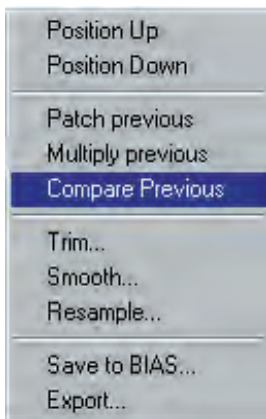 Position Up
Position Down
Patch previous
Multiply previous
Compare Previous
Trim...
Smooth...
Resample...
Save to BIAS...
Export...